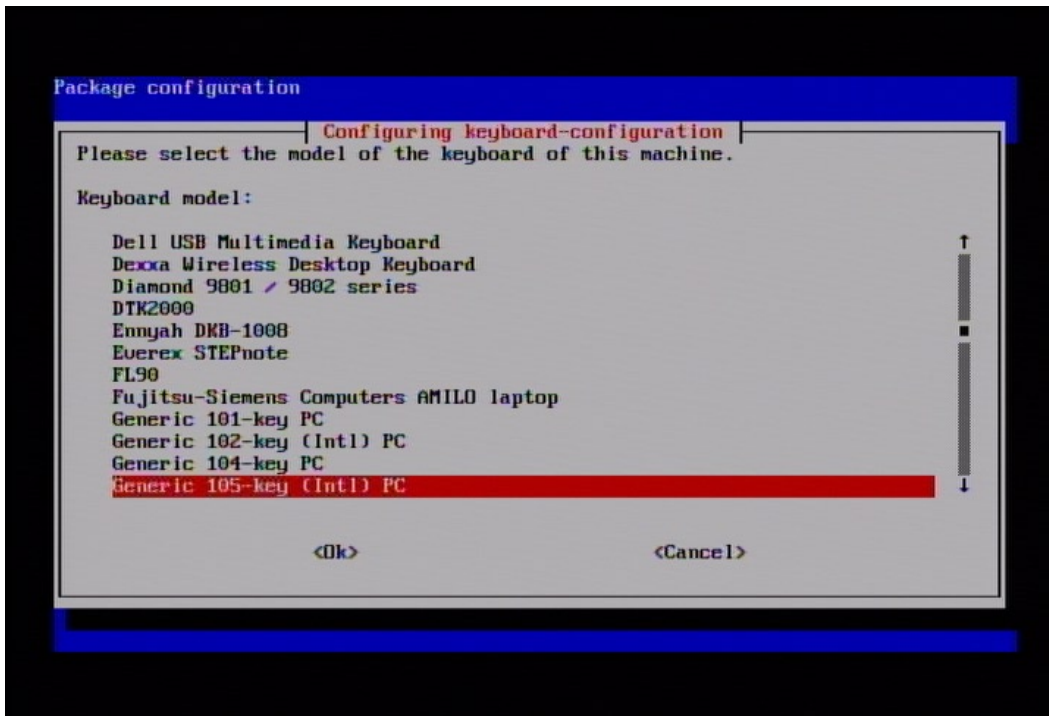 Package configuration
Configuring keyboard-configuration
Please select the model of the keyboard of this machine.
Keyboard model:
Dell USB Multimedia Keyboard
Dexxa Wireless Desktop Keyboard
Diamond 9801 / 9802 series
DTK2000
Ennyah DKB-1008
Everex STEPnote
FL90
Fujitsu-Siemens Computers AMILO laptop
Generic 101-key PC
Generic 102-key (Intl) PC
Generic 104-key PC
Generic 105-key (Intl) PC
<Ok> <Cancel>